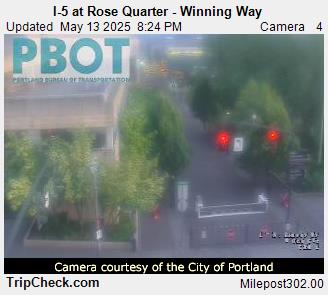 I-5 at Rose Quarter - Winning Way
Updated May 13 2025 8:24 PM Camera 4
PBOT
PORTLAND BUREAU OF TRANSPORTATION
Camera courtesy of the City of Portland
TripCheck.com Milepost302.00